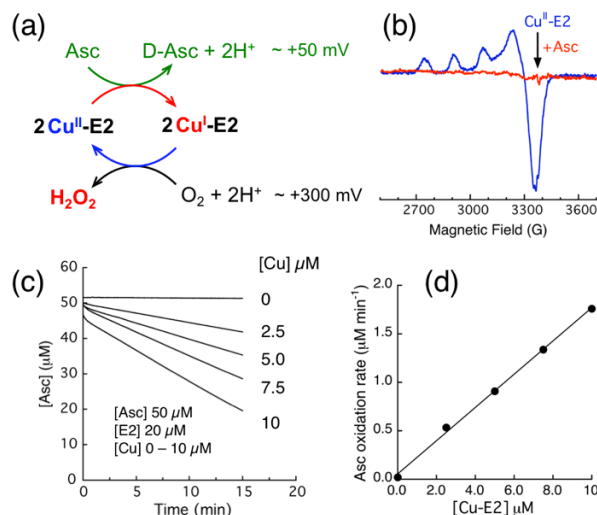 (a)
Asc D-Asc + 2H⁺ ~ +50 mV
2 Cuᴵᴵ-E2 2 Cuᴵ-E2
H₂O₂ O₂ + 2H⁺ ~ +300 mV
(b)
Cuᴵᴵ-E2
+Asc
2700 3000 3300 3600
Magnetic Field (G)
(c)
[Cu] µM
60
50
40
30
20
10
0
[Asc] (µM)
0
2.5
5.0
7.5
10
[Asc] 50 µM
[E2] 20 µM
[Cu] 0 – 10 µM
0 5 10 15 20
Time (min)
(d)
Asc oxidation rate (µM min⁻¹)
2.0
1.5
1.0
0.5
0
0.0 2.0 4.0 6.0 8.0 10
[Cu-E2] µM